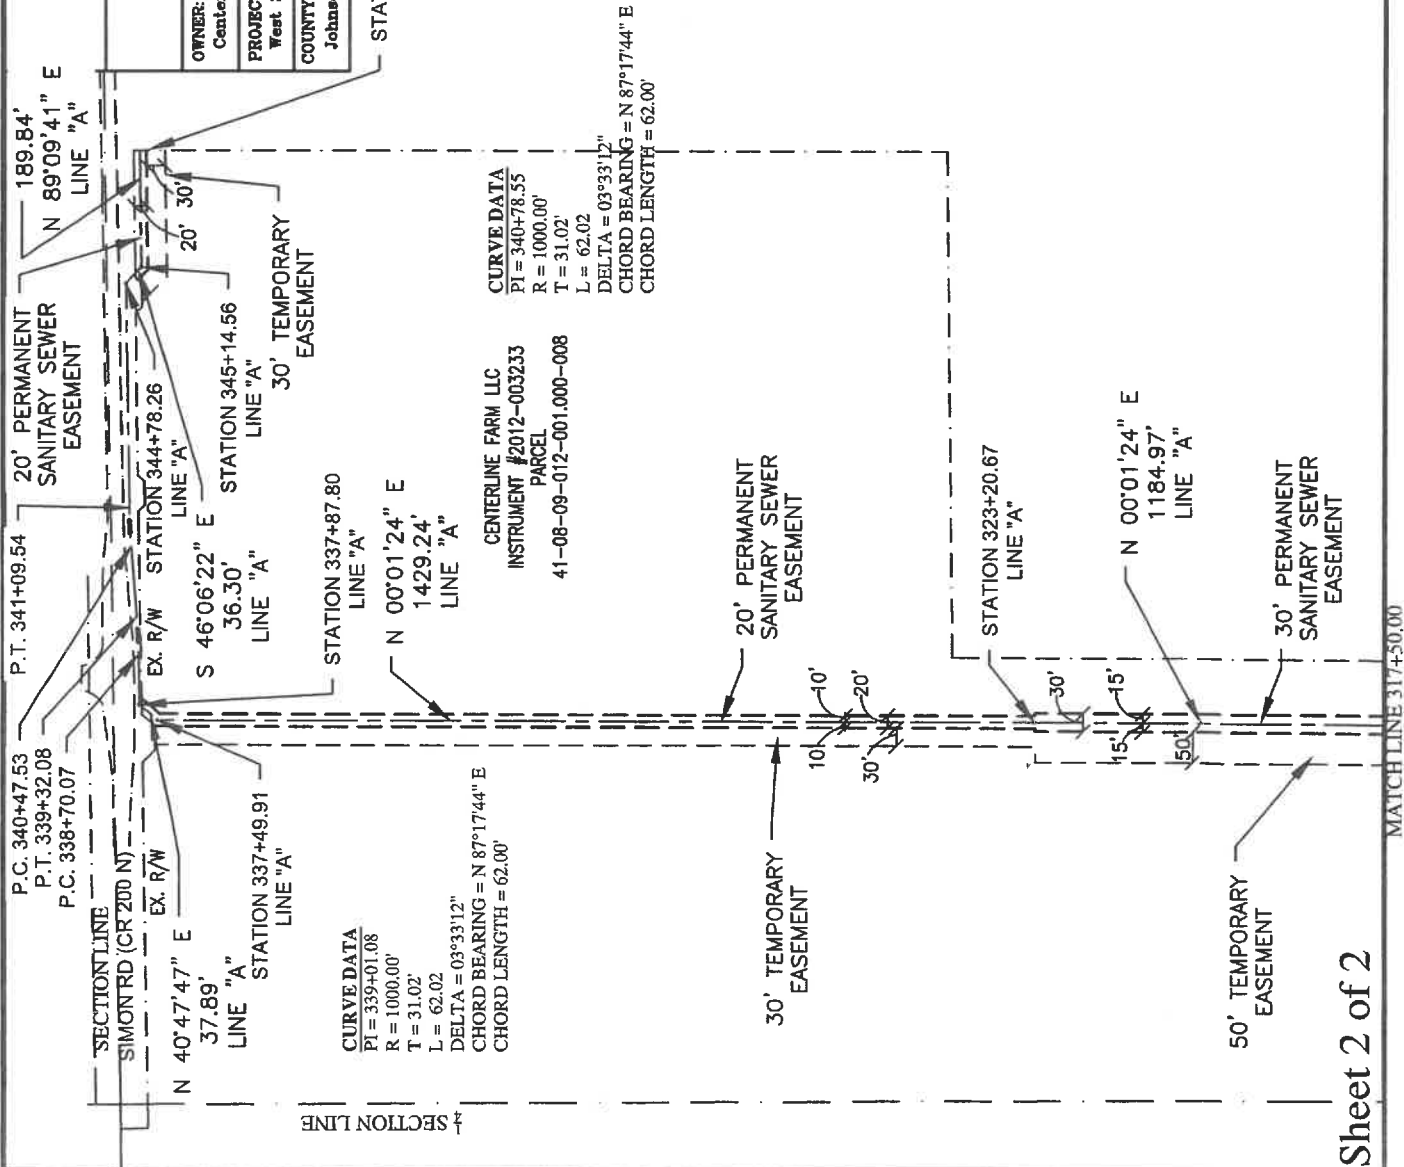 P.C. 340+47.53
P.T. 339+32.08
P.C. 338+70.07
P.T. 341+09.54
20' PERMANENT
SANITARY SEWER
EASEMENT
189.84'
N 89°09'41" E
LINE "A"
OWNER:
PROJEC
West
COUNTY
Johns
STA
SECTION LINE
SIMON RD (CR 200 N)
EX. R/W
EX. R/W
N 40°47'47" E
37.89'
LINE "A"
STATION 337+49.91
LINE "A"
STATION 344+78.26
LINE "A"
S 46°06'22" E
36.30'
LINE "A"
STATION 345+14.56
LINE "A"
20'
30'
30' TEMPORARY
EASEMENT
STATION 337+87.80
LINE "A"
N 00°01'24" E
1429.24'
LINE "A"
CURVE DATA
PI = 339+01.08
R = 1000.00'
T = 31.02'
L = 62.02
DELTA = 03°33'12"
CHORD BEARING = N 87°17'44" E
CHORD LENGTH = 62.00'
CENTERLINE FARM LLC
INSTRUMENT #2012-003233
PARCEL
41-08-09-012-001.000-008
CURVE DATA
PI = 340+78.55
R = 1000.00'
T = 31.02'
L = 62.02
DELTA = 03°33'12"
CHORD BEARING = N 87°17'44" E
CHORD LENGTH = 62.00'
¼ SECTION LINE
20' PERMANENT
SANITARY SEWER
EASEMENT
10'
10'
20'
30'
30' TEMPORARY
EASEMENT
STATION 323+20.67
LINE "A"
30'
15'
15'
50'
N 00°01'24" E
1184.97'
LINE "A"
30' PERMANENT
SANITARY SEWER
EASEMENT
50' TEMPORARY
EASEMENT
MATCH LINE 317+50.00
Sheet 2 of 2